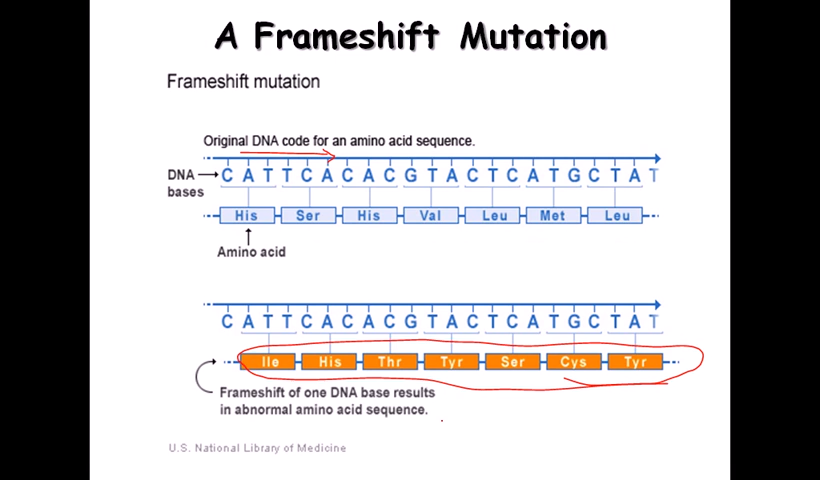 A Frameshift Mutation
Frameshift mutation
Original DNA code for an amino acid sequence.
DNA bases
C A T T C A C A C G T A C T C A T G C T A T
His Ser His Val Leu Met Leu
Amino acid
C A T T C A C A C G T A C T C A T G C T A T
Ile His Thr Tyr Ser Cys Tyr
Frameshift of one DNA base results
in abnormal amino acid sequence.
U.S. National Library of Medicine